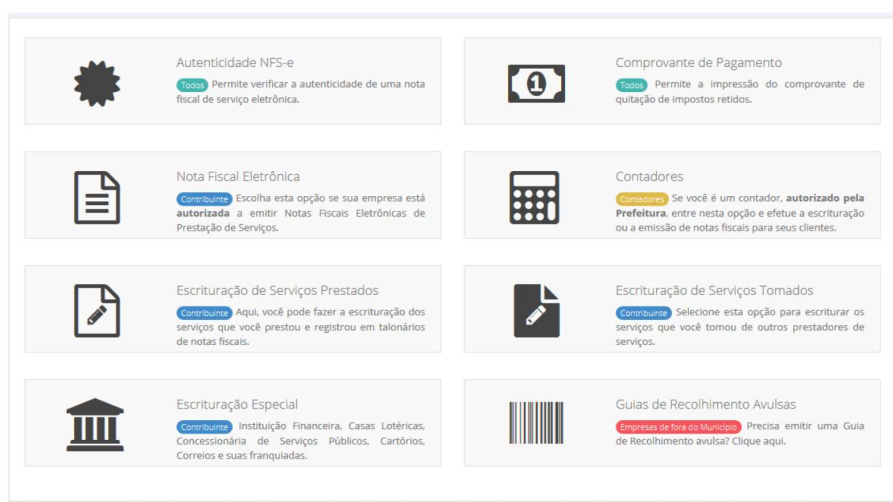 Autenticidade NFS-e
Todos Permite verificar a autenticidade de uma nota
fiscal de serviço eletrônica.
Comprovante de Pagamento
Todos Permite a impressão do comprovante de
quitação de impostos retidos.
Nota Fiscal Eletrônica
Contribuinte Escolha esta opção se sua empresa está
autorizada a emitir Notas Fiscais Eletrônicas de
Prestação de Serviços.
Contadores
Contadores Se você é um contador, autorizado pela
Prefeitura, entre nesta opção e efetue a escrituração
ou a emissão de notas fiscais para seus clientes.
Escrituração de Serviços Prestados
Contribuinte Aqui, você pode fazer a escrituração dos
serviços que você prestou e registrou em talonários
de notas fiscais.
Escrituração de Serviços Tomados
Contribuinte Selecione esta opção para escriturar os
serviços que você tomou de outros prestadores de
serviços.
Escrituração Especial
Contribuinte Instituição Financeira, Casas Lotéricas,
Concessionária de Serviços Públicos, Cartórios,
Correios e suas franquiadas.
Guias de Recolhimento Avulsas
Empresas de fora do Município Precisa emitir uma Guia
de Recolhimento avulsa? Clique aqui.